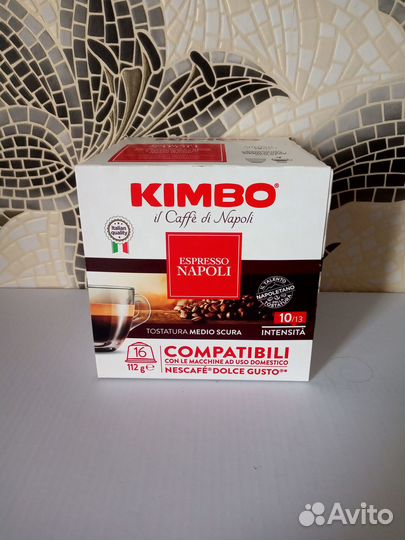 KIMBO®
il Caffè di Napoli
Italian
quality
ESPRESSO
NAPOLI
IL TALENTO
NAPOLETANO
TOSTATURA
10/13
INTENSITÀ
TOSTATURA MEDIO SCURA
16
112 g e
COMPATIBILI
CON LE MACCHINE AD USO DOMESTICO
NESCAFÉ® DOLCE GUSTO®*
Avito